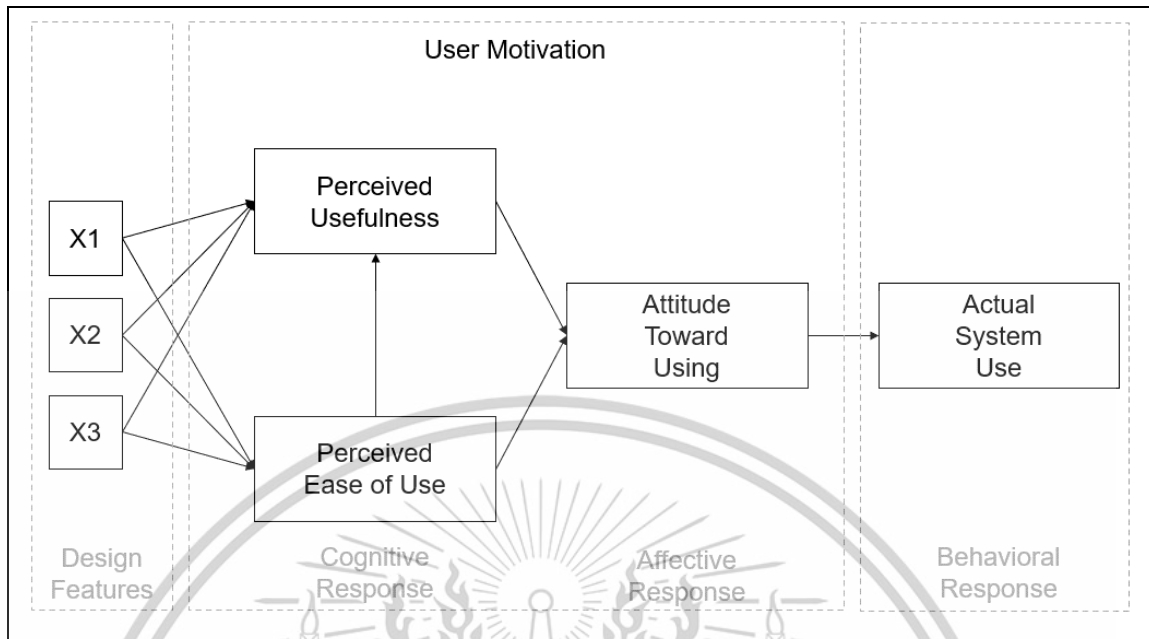 User Motivation
Perceived
Usefulness
X1
X2
X3
Attitude
Toward
Using
Actual
System
Use
Perceived
Ease of Use
Design
Features
Cognitive
Response
Affective
Response
Behavioral
Response